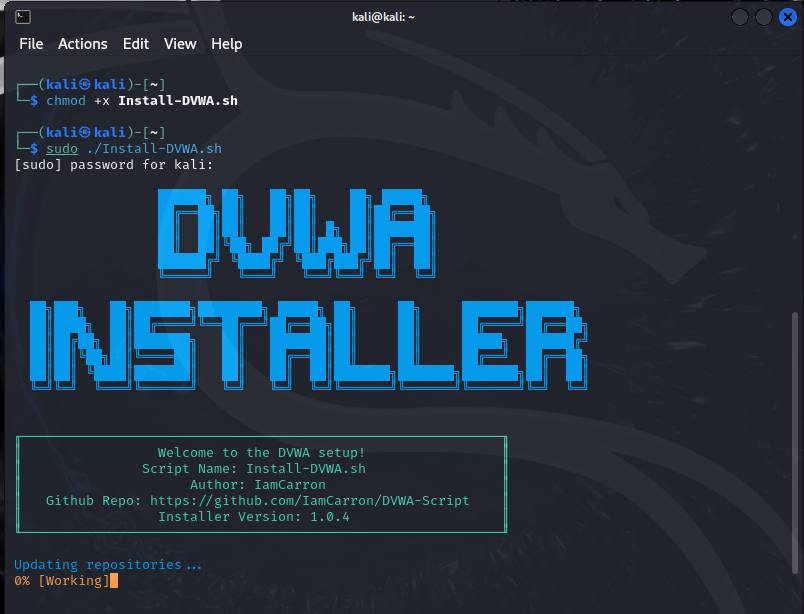 kali@kali: ~
File Actions Edit View Help
┌──(kali㉿kali)-[~]
└─$ chmod +x Install-DVWA.sh
┌──(kali㉿kali)-[~]
└─$ sudo ./Install-DVWA.sh
[sudo] password for kali:
DVWA
INSTALLER
Welcome to the DVWA setup!
Script Name: Install-DVWA.sh
Author: IamCarron
Github Repo: https://github.com/IamCarron/DVWA-Script
Installer Version: 1.0.4
Updating repositories...
0% [Working]